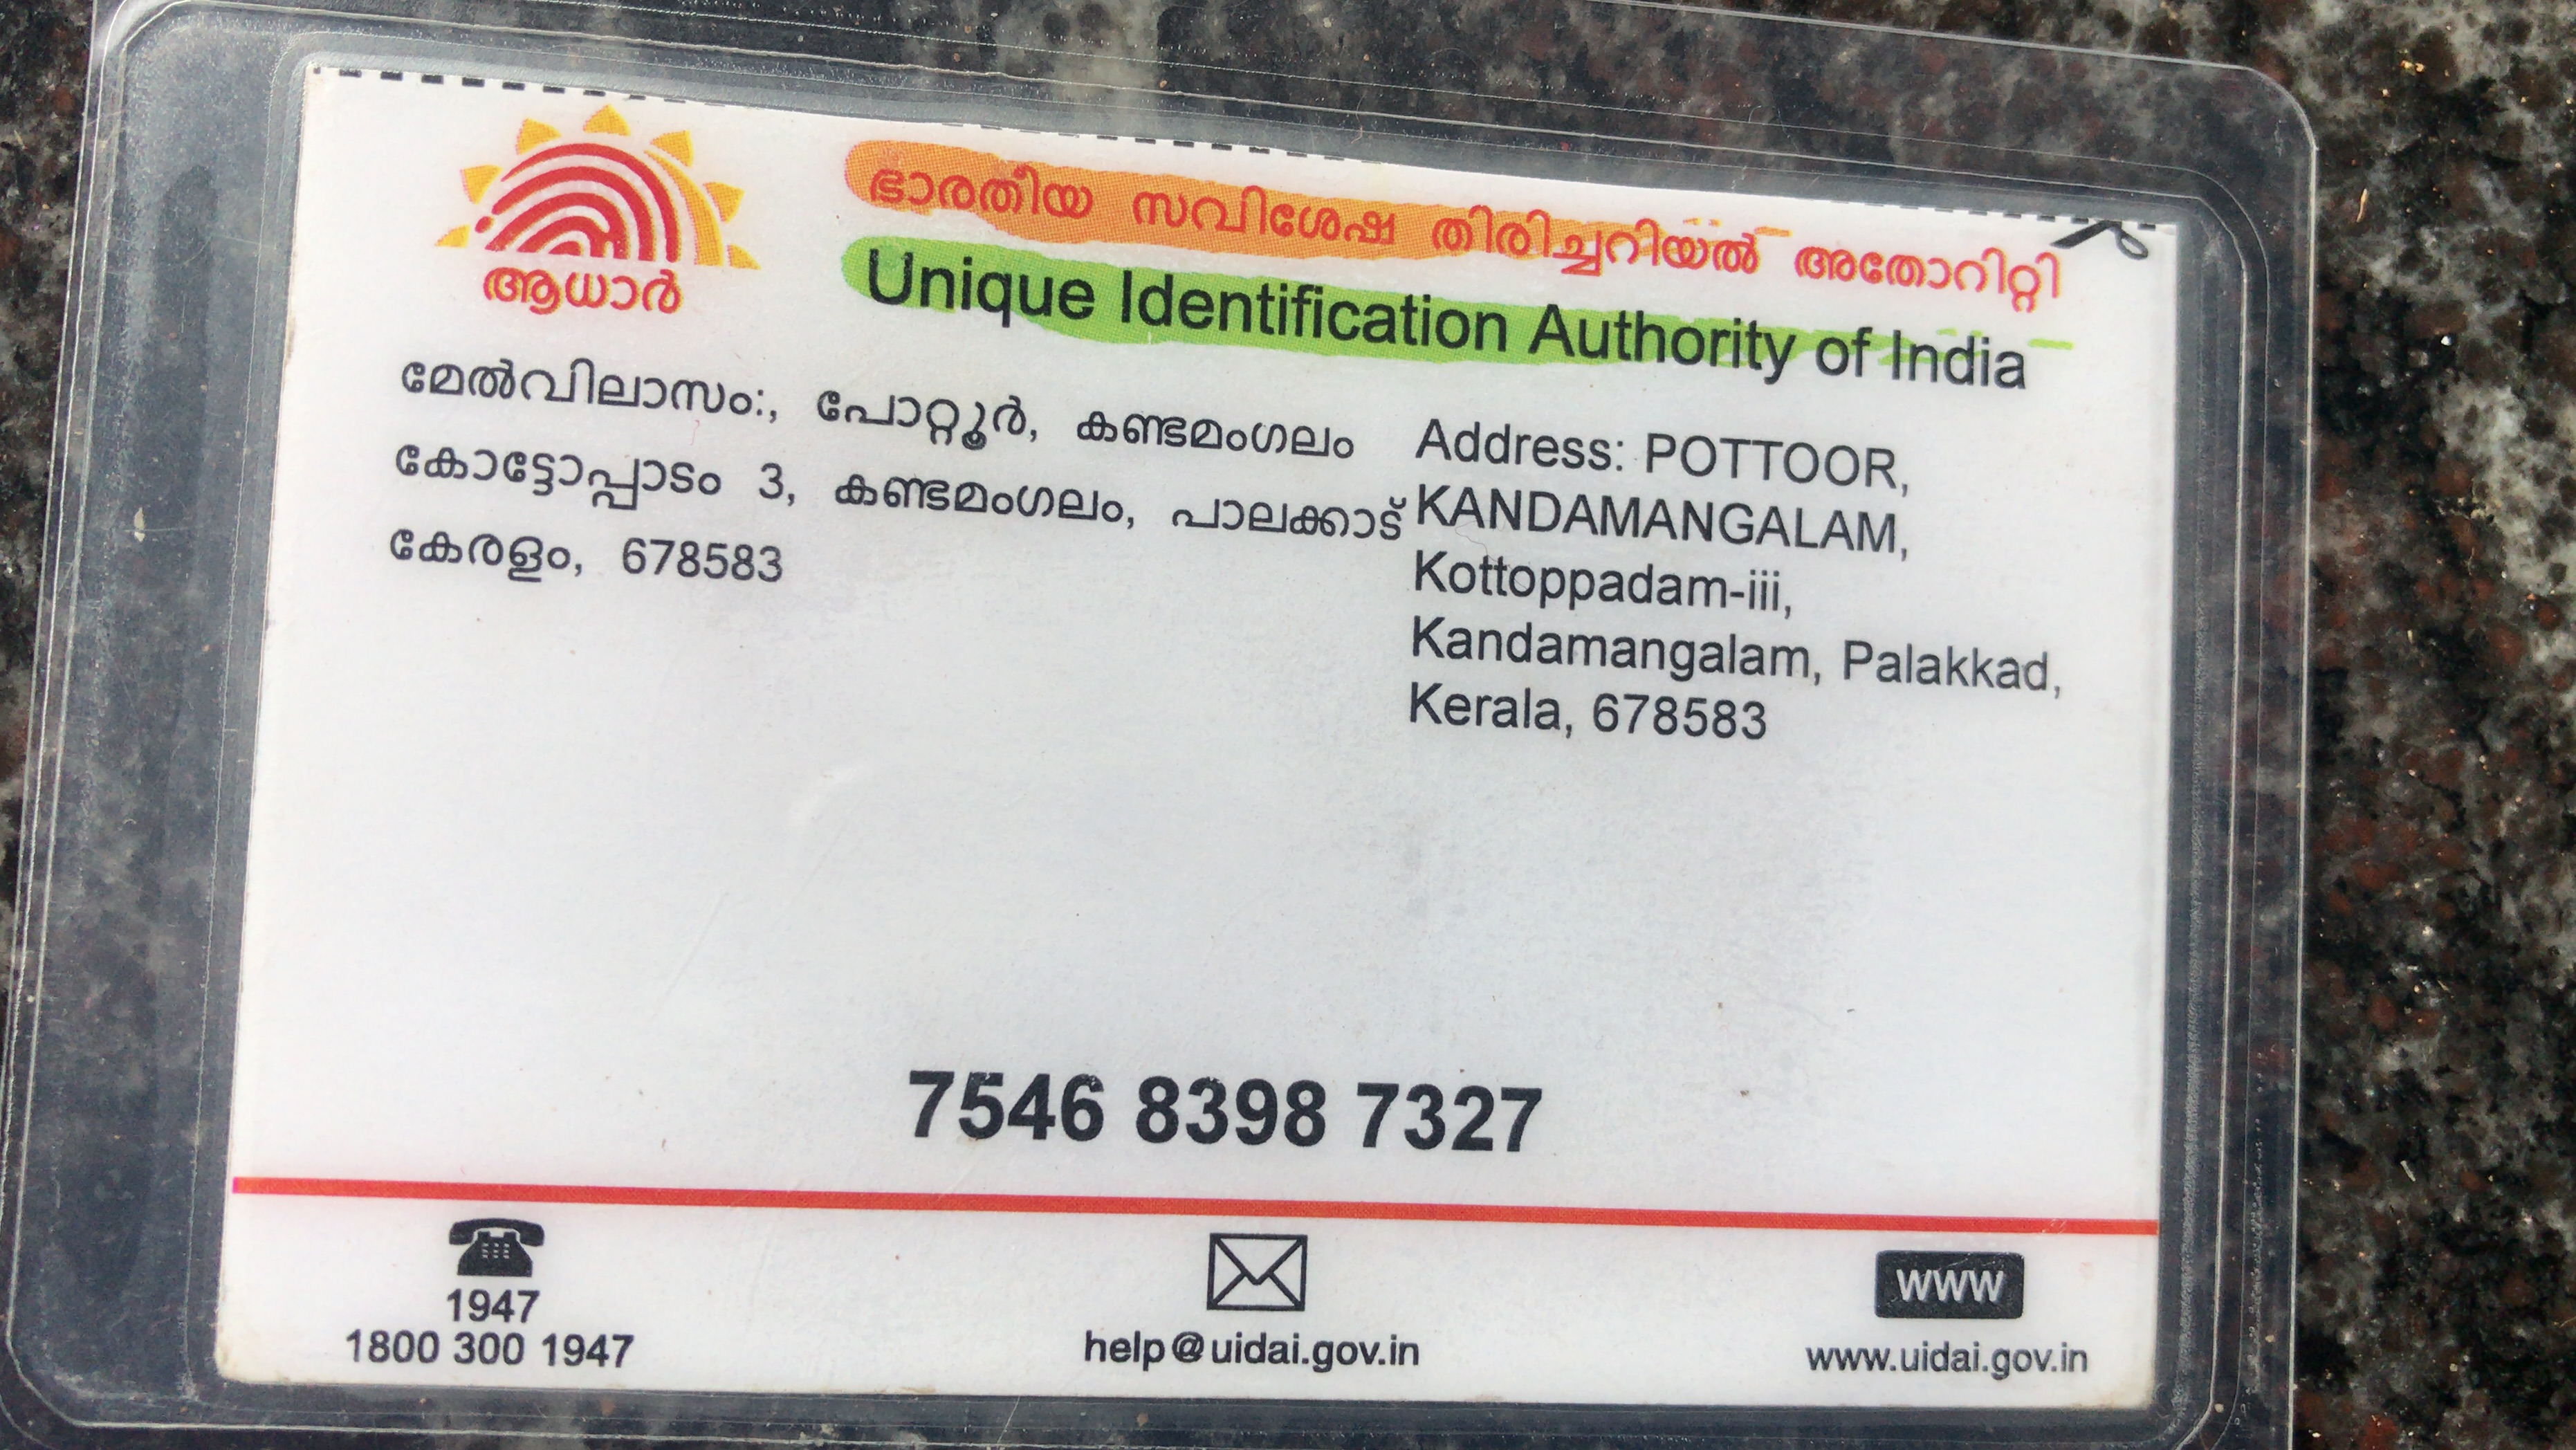 ആധാർ
ഭാരതീയ സവിശേഷ തിരിച്ചറിയൽ അതോറിറ്റി
Unique Identification Authority of India
മേൽവിലാസം:, പോറ്റൂർ, കണ്ടമംഗലം
കോട്ടോപ്പാടം 3, കണ്ടമംഗലം, പാലക്കാട്
കേരളം, 678583
Address: POTTOOR,
KANDAMANGALAM,
Kottoppadam-iii,
Kandamangalam, Palakkad,
Kerala, 678583
7546 8398 7327
1947
1800 300 1947
help@uidai.gov.in
WWW
www.uidai.gov.in